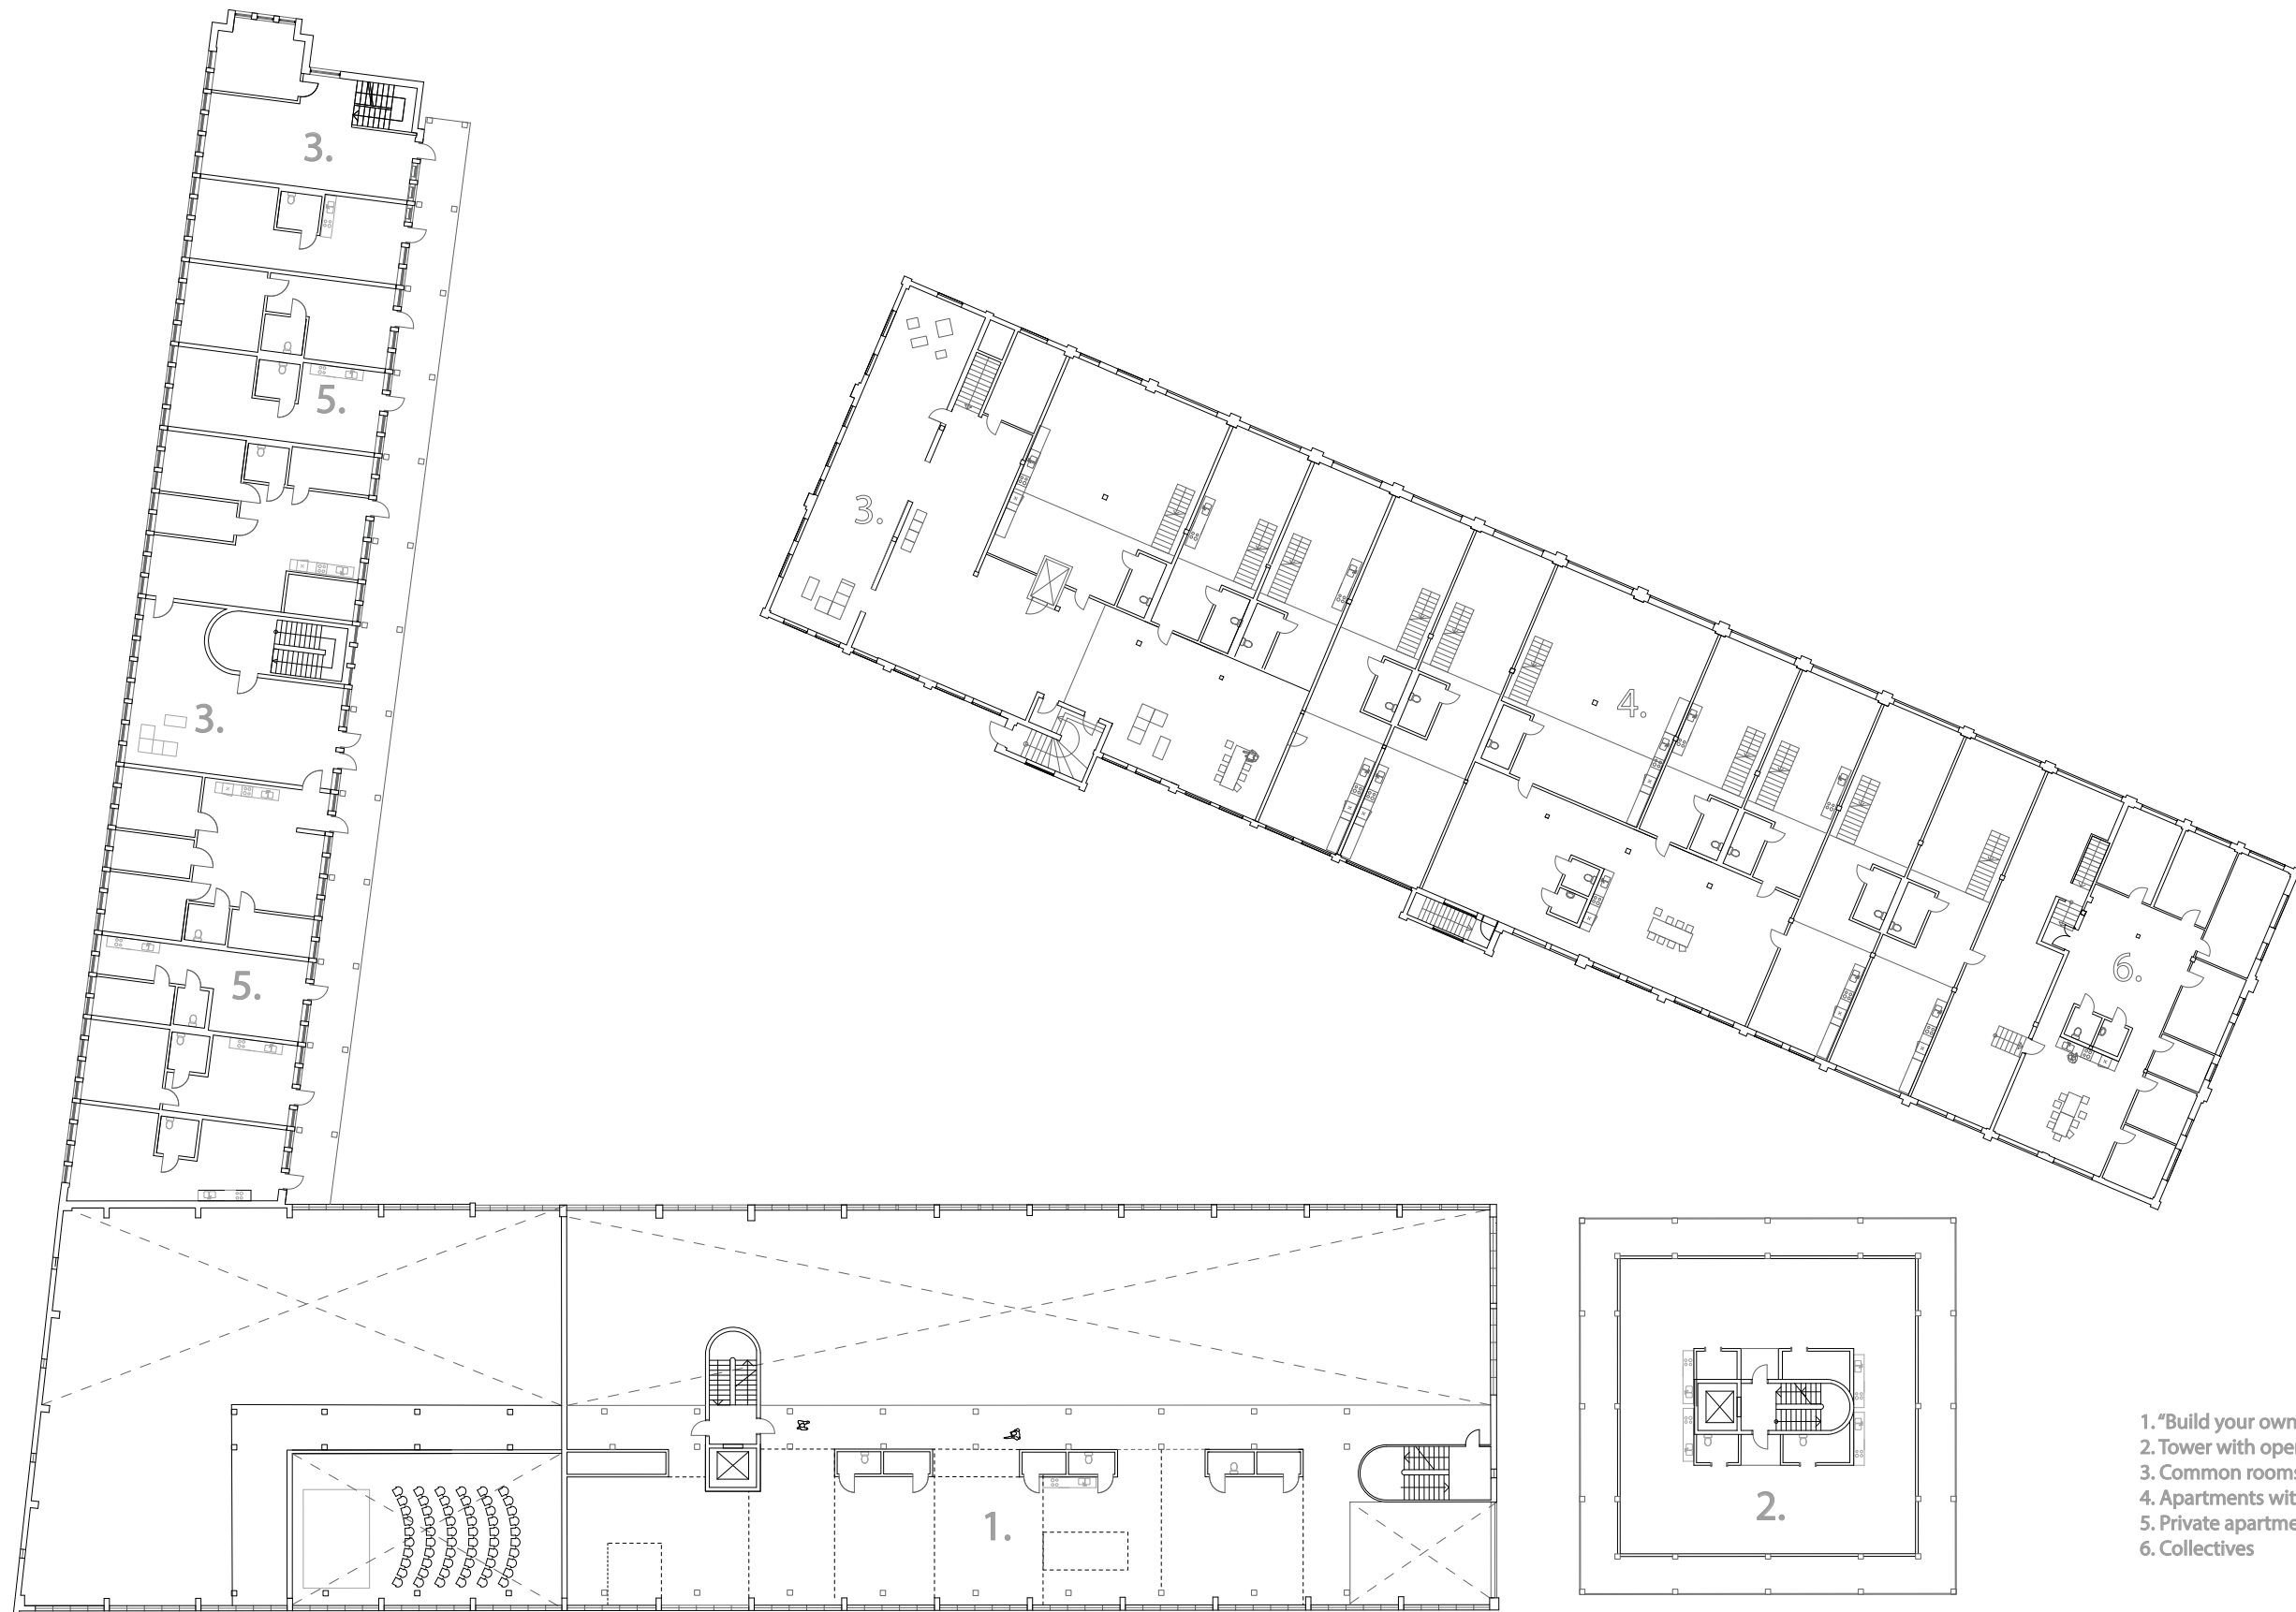 3.
5.
3.
3.
4.
5.
6.
1.
2.
1. “Build your own
2. Tower with open
3. Common rooms
4. Apartments wit
5. Private apartme
6. Collectives